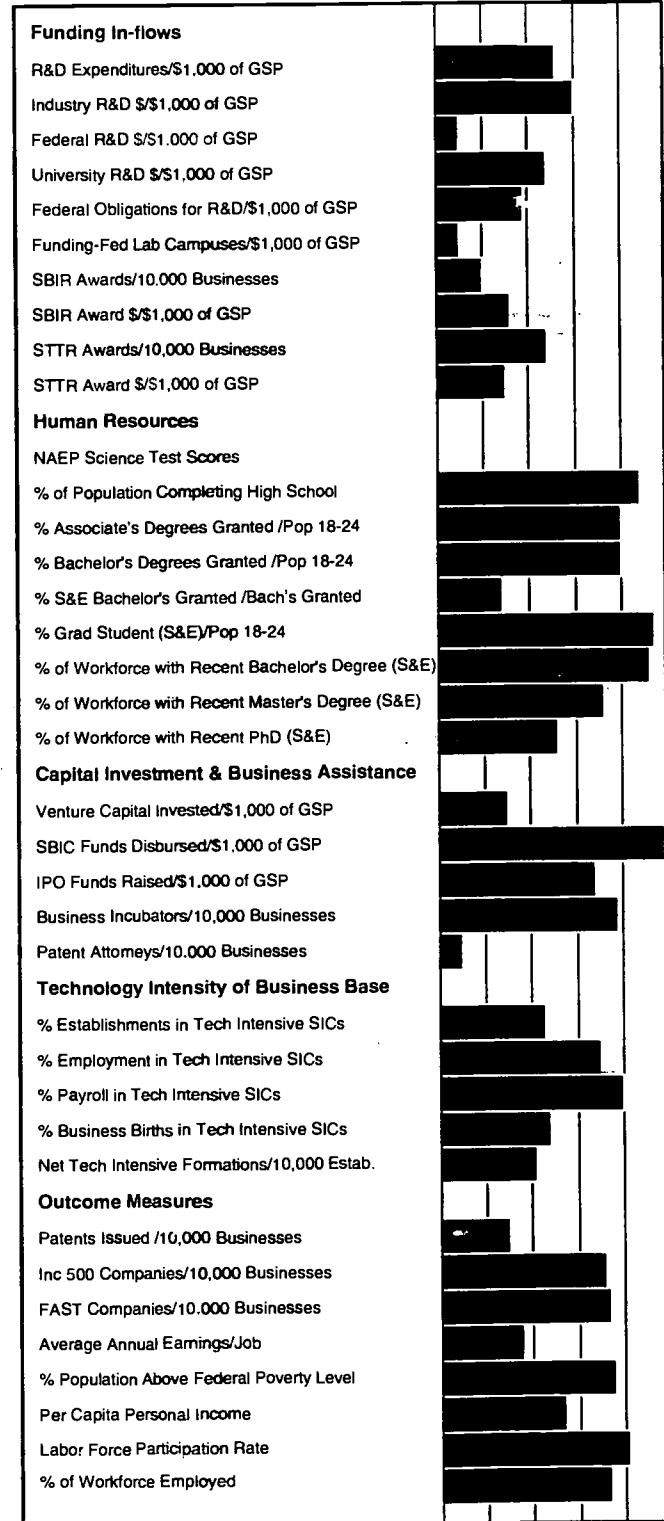 Funding In-flows
R&D Expenditures/$1,000 of GSP
Industry R&D $/$1,000 of GSP
Federal R&D $/$1.000 of GSP
University R&D $/$1,000 of GSP
Federal Obligations for R&D/$1,000 of GSP
Funding-Fed Lab Campuses/$1,000 of GSP
SBIR Awards/10.000 Businesses
SBIR Award $/$1,000 of GSP
STTR Awards/10,000 Businesses
STTR Award $/$1,000 of GSP
Human Resources
NAEP Science Test Scores
% of Population Completing High School
% Associate's Degrees Granted /Pop 18-24
% Bachelor's Degrees Granted /Pop 18-24
% S&E Bachelor's Granted /Bach's Granted
% Grad Student (S&E)/Pop 18-24
% of Workforce with Recent Bachelor's Degree (S&E)
% of Workforce with Recent Master's Degree (S&E)
% of Workforce with Recent PhD (S&E)
Capital Investment & Business Assistance
Venture Capital Invested/$1,000 of GSP
SBIC Funds Disbursed/$1,000 of GSP
IPO Funds Raised/$1.000 of GSP
Business Incubators/10,000 Businesses
Patent Attorneys/10.000 Businesses
Technology Intensity of Business Base
% Establishments in Tech Intensive SICs
% Employment in Tech Intensive SICs
% Payroll in Tech Intensive SICs
% Business Births in Tech Intensive SICs
Net Tech Intensive Formations/10,000 Estab.
Outcome Measures
Patents Issued /10,000 Businesses
Inc 500 Companies/10,000 Businesses
FAST Companies/10.000 Businesses
Average Annual Earnings/Job
% Population Above Federal Poverty Level
Per Capita Personal Income
Labor Force Participation Rate
% of Workforce Employed